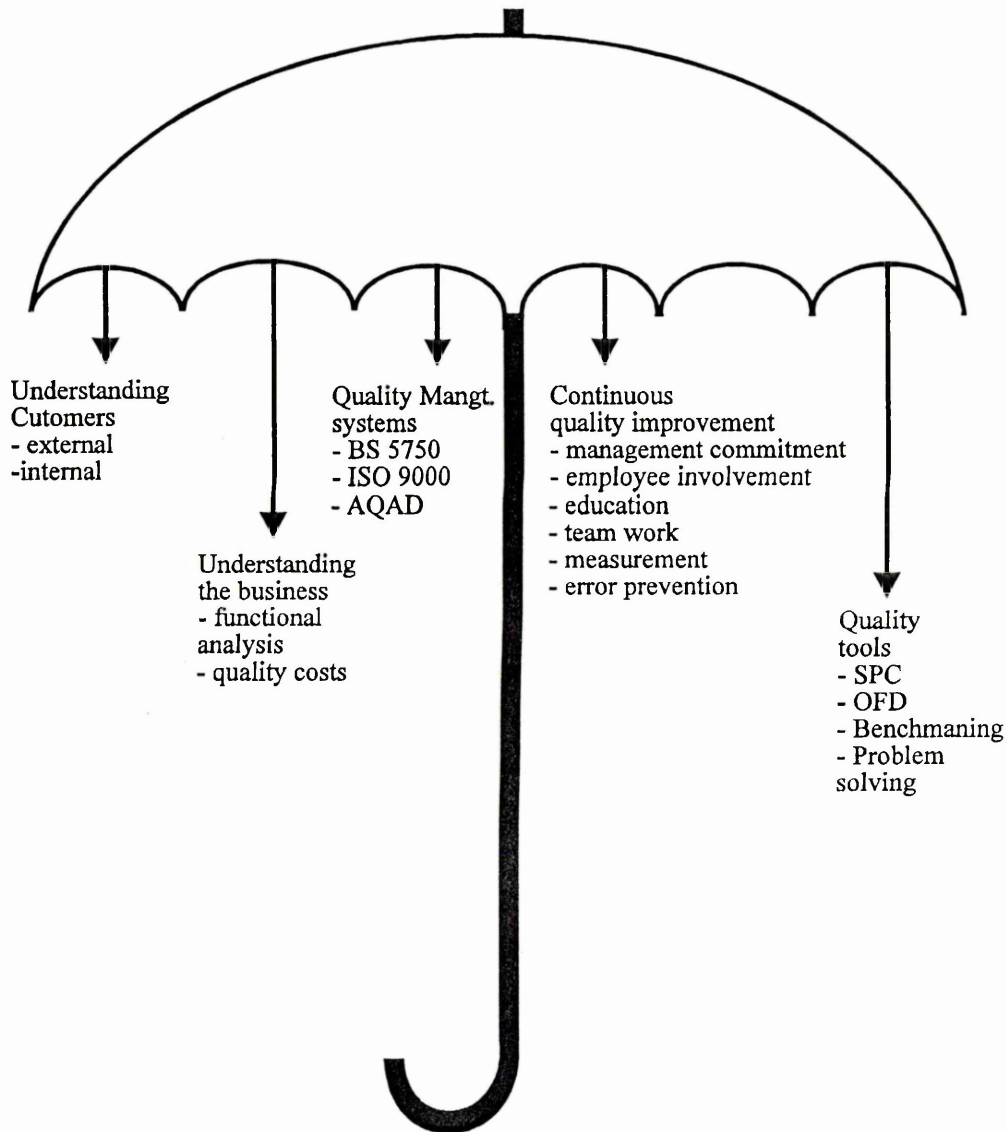 Understanding
Cutomers
- external
-internal
Understanding
the business
- functional
analysis
- quality costs
Quality Mangt.
systems
- BS 5750
- ISO 9000
- AQAD
Continuous
quality improvement
- management commitment
- employee involvement
- education
- team work
- measurement
- error prevention
Quality
tools
- SPC
- OFD
- Benchmaning
- Problem
solving